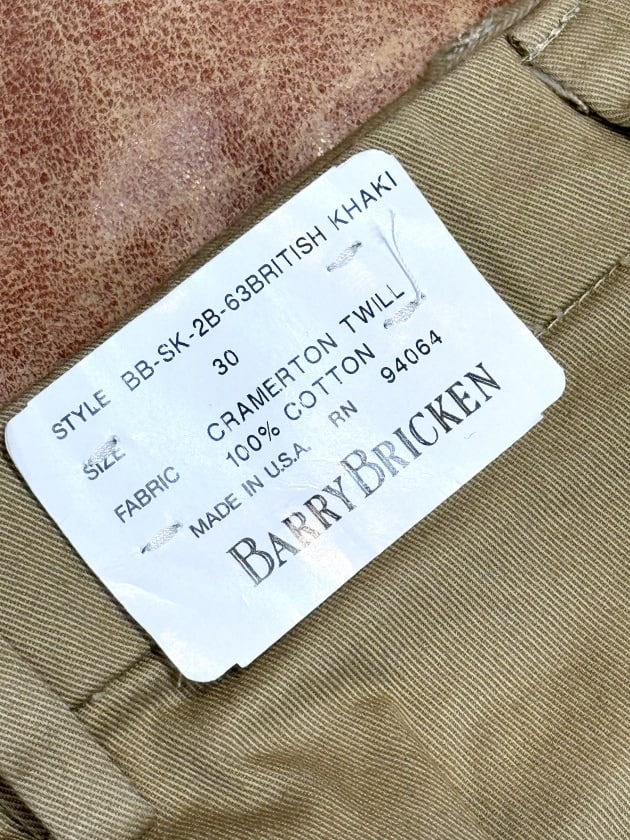 STYLE BB-SK-2B-63BRITISH KHAKI
SIZE 30
FABRIC CRAMERTON TWILL
100% COTTON
MADE IN U.S.A. RN 94064
BARRY BRICKEN